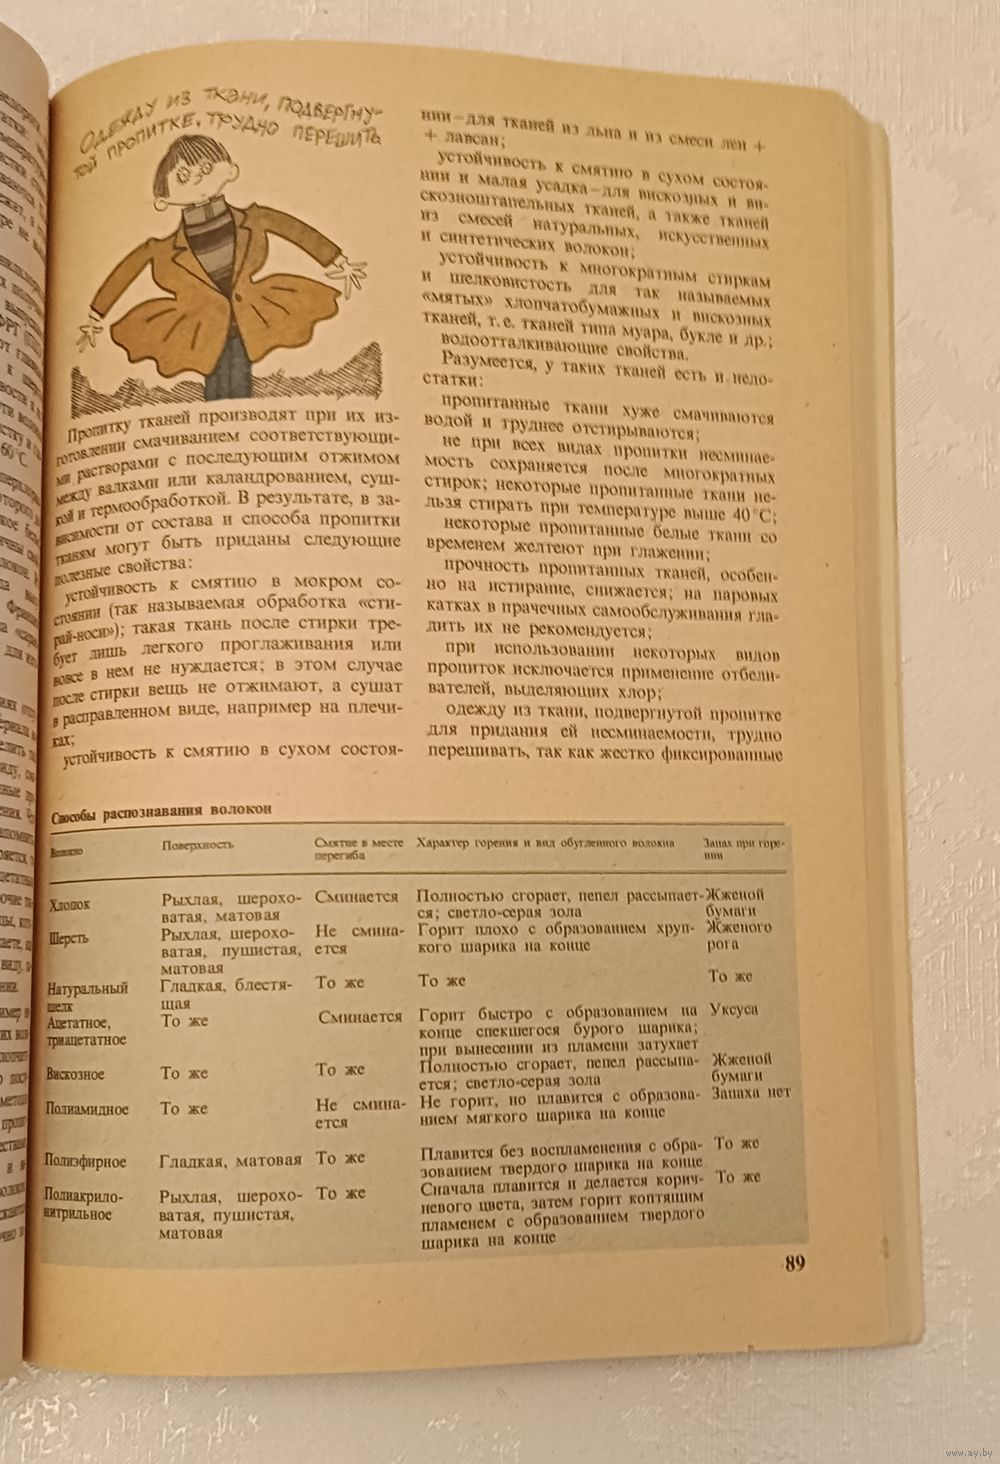 ОДЕЖДУ ИЗ ТКАНИ, ПОДВЕРГНУ-
ТОЙ ПРОПИТКЕ, ТРУДНО ПЕРЕШИТЬ
Пропитку тканей производят при их из-
готовлении смачиванием соответствующи-
ми растворами с последующим отжимом
между валками или каландрованием, суш-
кой и термообработкой. В результате, в за-
висимости от состава и способа пропитки
тканям могут быть приданы следующие
полезные свойства:
устойчивость к смятию в мокром со-
стоянии (так называемая обработка «сти-
рай-носи»); такая ткань после стирки тре-
бует лишь легкого проглаживания или
вовсе в нем не нуждается; в этом случае
после стирки вещь не отжимают, а сушат
в расправленном виде, например на плечи-
ках;
устойчивость к смятию в сухом состоя-
нии – для тканей из льна и из смеси лен +
+ лавсан;
устойчивость к смятию в сухом состоя-
нии и малая усадка – для вискозных и ви-
скозноштапельных тканей, а также тканей
из смесей натуральных, искусственных
и синтетических волокон;
устойчивость к многократным стиркам
и шелковистость для так называемых
«мятых» хлопчатобумажных и вискозных
тканей, т. е. тканей типа муара, букле и др.;
водоотталкивающие свойства.
Разумеется, у таких тканей есть и недо-
статки:
пропитанные ткани хуже смачиваются
водой и труднее отстирываются;
не при всех видах пропитки несминае-
мость сохраняется после многократных
стирок; некоторые пропитанные ткани не-
льзя стирать при температуре выше 40 °С;
некоторые пропитанные белые ткани со
временем желтеют при глажении;
прочность пропитанных тканей, особен-
но на истирание, снижается; на паровых
катках в прачечных самообслуживания гла-
дить их не рекомендуется;
при использовании некоторых видов
пропиток исключается применение отбели-
вателей, выделяющих хлор;
одежду из ткани, подвергнутой пропитке
для придания ей несминаемости, трудно
перешивать, так как жестко фиксированные
Способы распознавания волокон
Волокно Поверхность Смятие в месте перегиба Характер горения и вид обугленного волокна Запах при горе-
нии
Хлопок Рыхлая, шерохо- Сминается Полностью сгорает, пепел рассыпает- Жженой
ватая, матовая ся; светло-серая зола бумаги
Шерсть Рыхлая, шерохо- Не смина- Горит плохо с образованием хруп- Жженого
ватая, пушистая, ется кого шарика на конце рога
матовая
Натуральный Гладкая, блестя- То же То же То же
шелк щая
Ацетатное, То же Сминается Горит быстро с образованием на Уксуса
триацетатное конце спекшегося бурого шарика;
при вынесении из пламени затухает
Вискозное То же То же Полностью сгорает, пепел рассыпа- Жженой
ется; светло-серая зола бумаги
Полиамидное То же Не смина- Не горит, но плавится с образова- Запаха нет
ется нием мягкого шарика на конце
Полиэфирное Гладкая, матовая То же Плавится без воспламенения с обра- То же
зованием твердого шарика на конце
Полиакрило- Рыхлая, шерохо- То же Сначала плавится и делается корич- То же
нитрильное ватая, пушистая, невого цвета, затем горит коптящим
матовая пламенем с образованием твердого
шарика на конце
89
www.ay.by